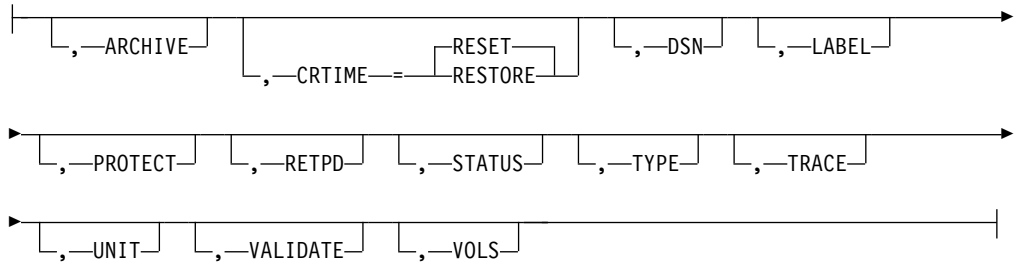 , ARCHIVE , CRTIME = RESET RESTORE , DSN , LABEL
, PROTECT , RETPD , STATUS , TYPE , TRACE
, UNIT , VALIDATE , VOLS